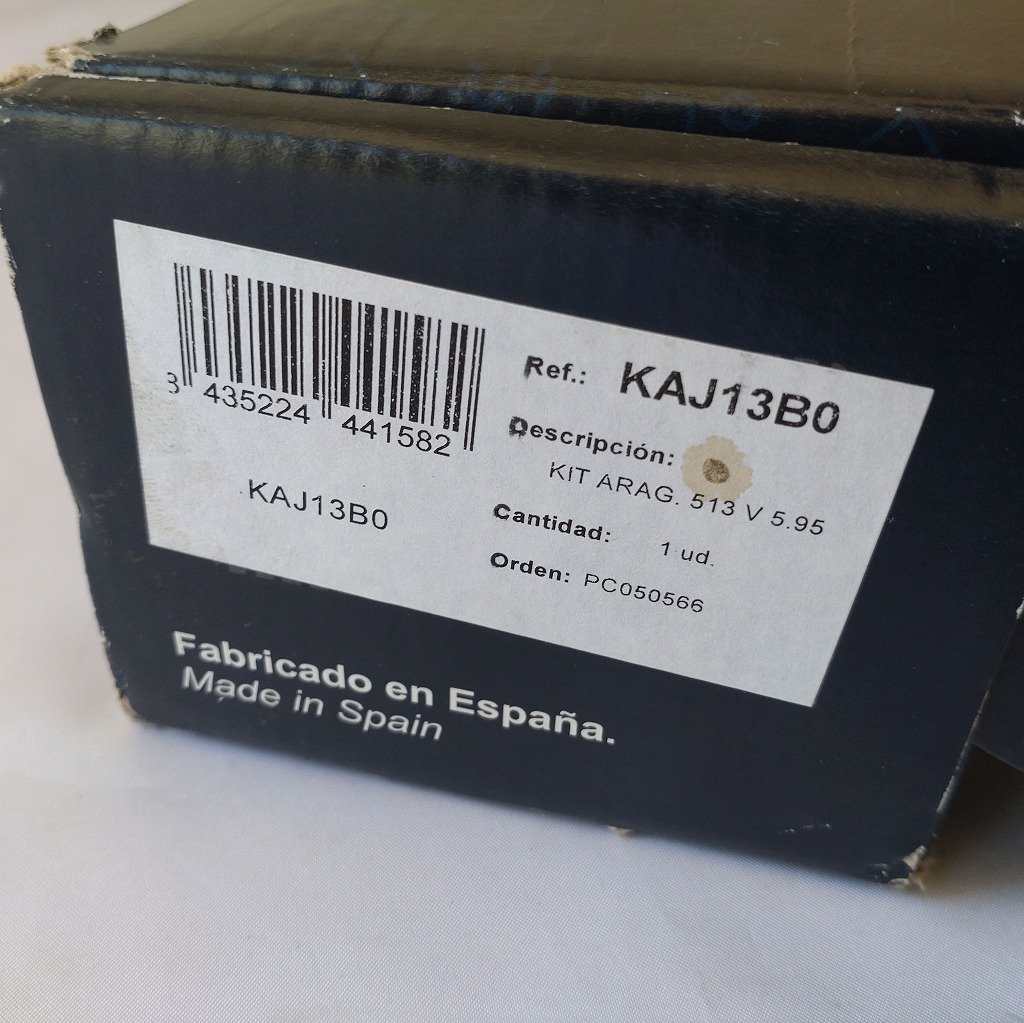 3 435224 441582
KAJ13B0
Ref.: KAJ13B0
Descripción:
KIT ARAG. 513 V 5.95
Cantidad: 1 ud.
Orden: PC050566
Fabricado en España.
Made in Spain